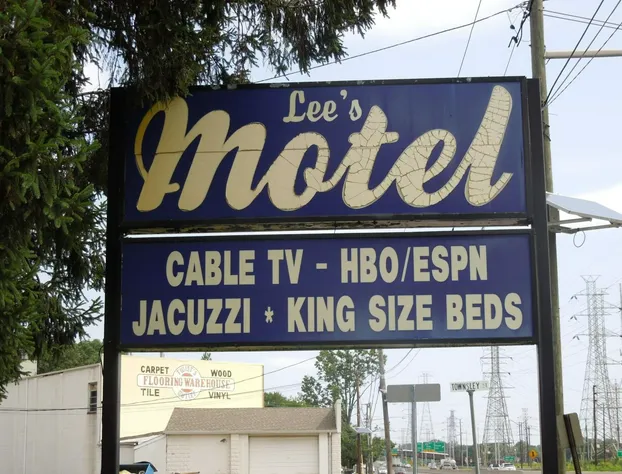 Lee's
Motel
CABLE TV - HBO/ESPN
JACUZZI * KING SIZE BEDS
CARPET WOOD
FLOORING WAREHOUSE
TILE VINYL
TOWNSLEY